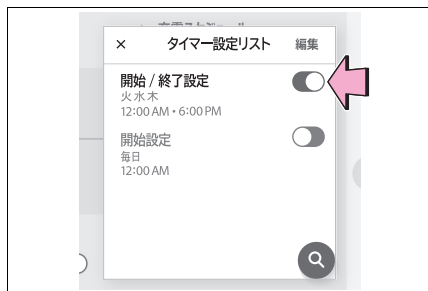 × タイマー設定リスト 編集
開始 / 終了設定
火 水 木
12:00 AM • 6:00 PM
開始設定
毎日
12:00 AM